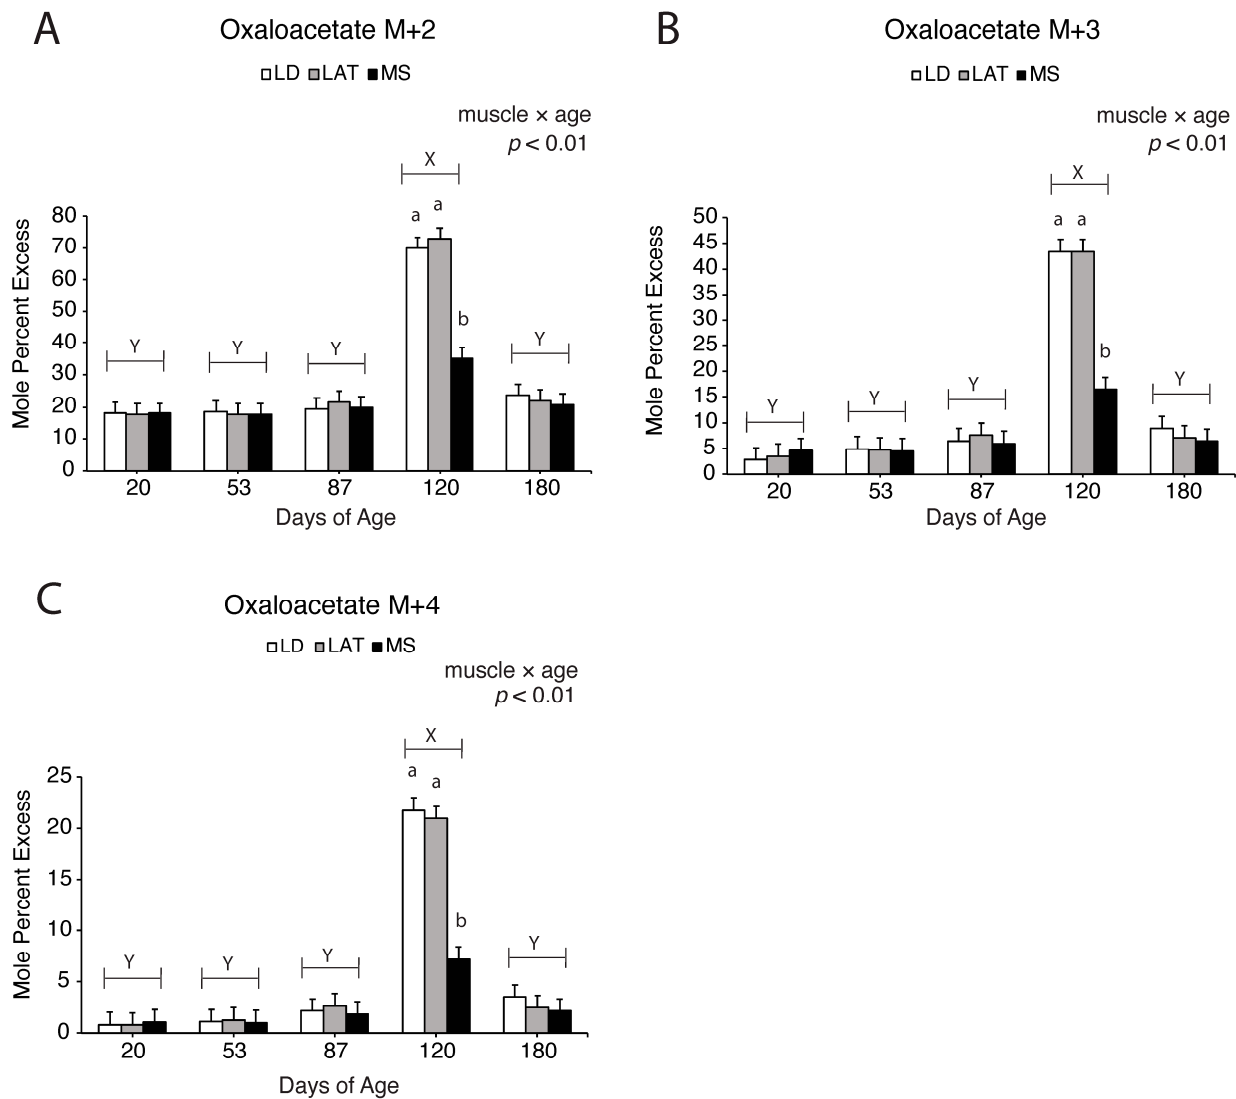 A
Oxaloacetate M+2
LD LAT MS
muscle × age
p < 0.01
X
a a
b
Y Y Y Y
Mole Percent Excess
80
70
60
50
40
30
20
10
0
20 53 87 120 180
Days of Age
B
Oxaloacetate M+3
LD LAT MS
muscle × age
p < 0.01
X
a a
b
Y Y Y Y
Mole Percent Excess
50
45
40
35
30
25
20
15
10
5
0
20 53 87 120 180
Days of Age
C
Oxaloacetate M+4
LD LAT MS
muscle × age
p < 0.01
X
a a
b
Y Y Y Y
Mole Percent Excess
25
20
15
10
5
0
20 53 87 120 180
Days of Age